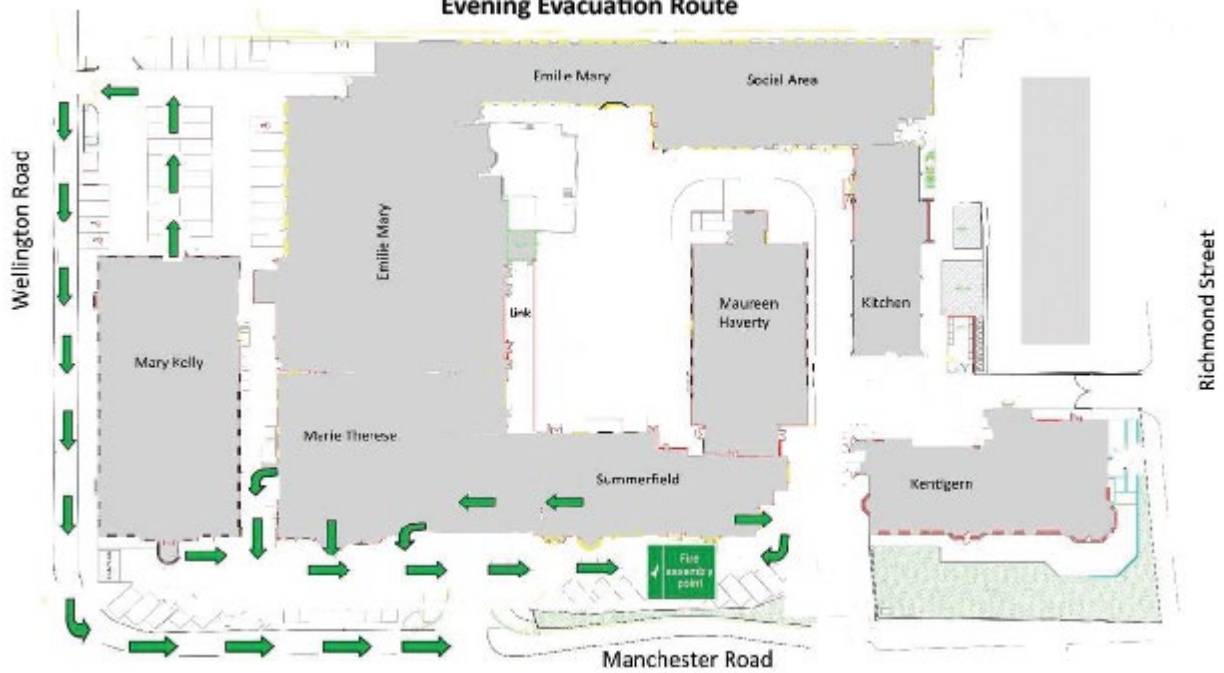 Evening Evacuation Route
Emilie Mary
Social Area
Wellington Road
Emilie Mary
Link
Maureen
Haverty
Kitchen
Richmond Street
Mary Kelly
Marie Therese
Summerfield
Kentigern
Fire
assembly
point
Manchester Road